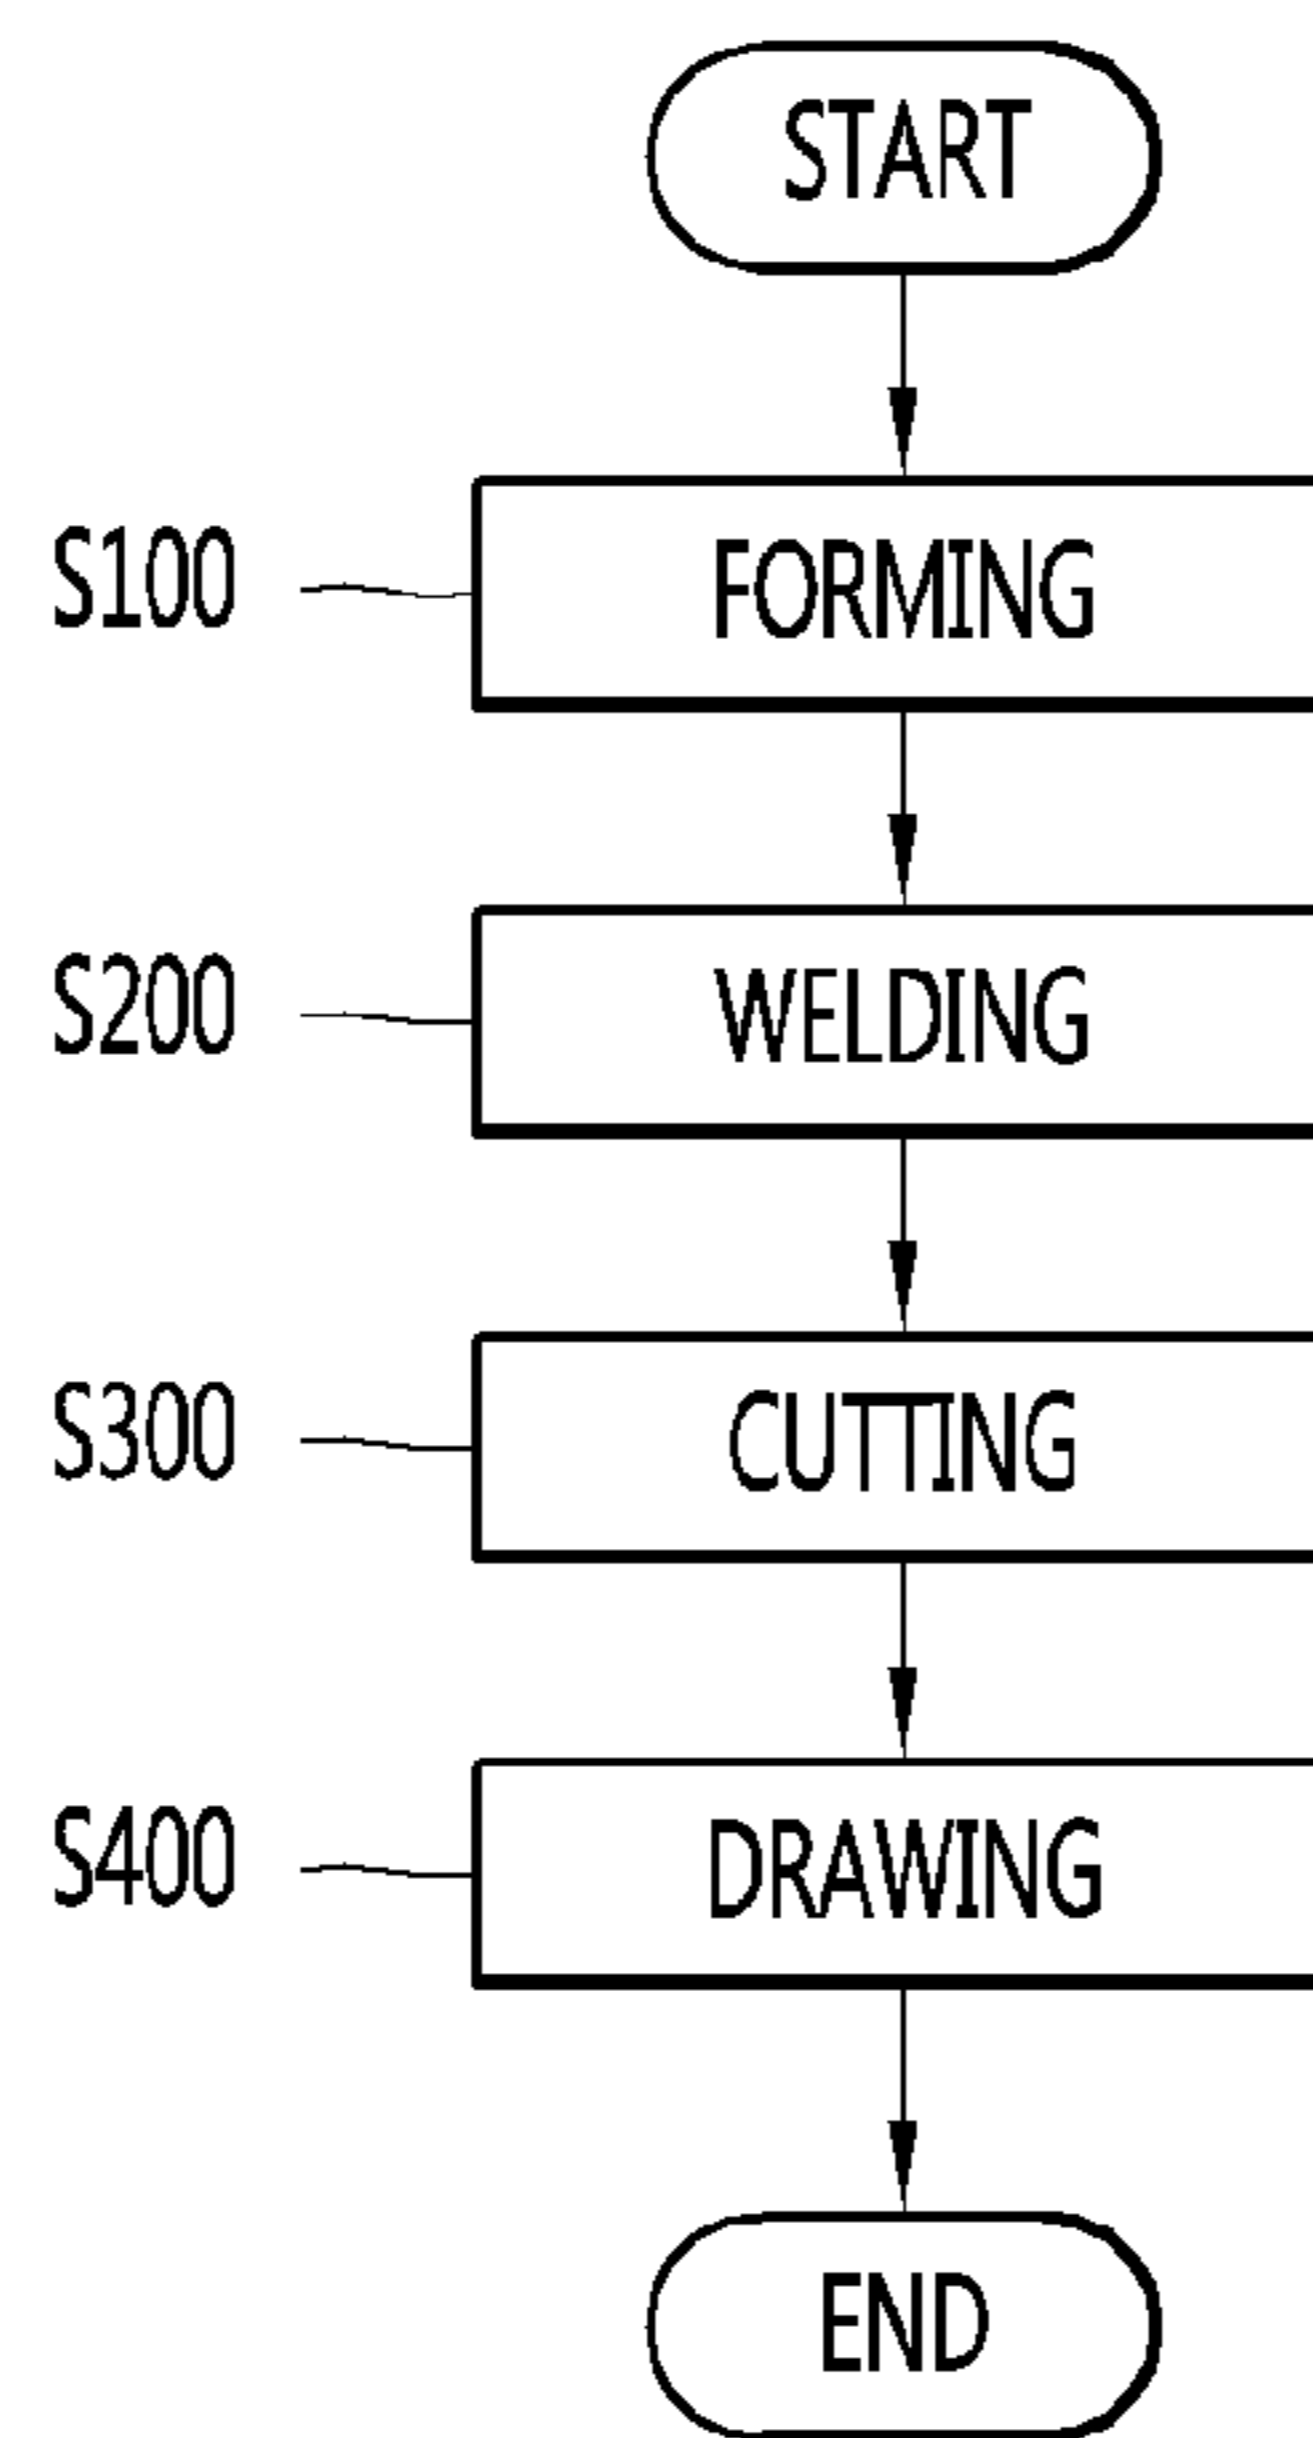 START
S100 FORMING
S200 WELDING
S300 CUTTING
S400 DRAWING
END